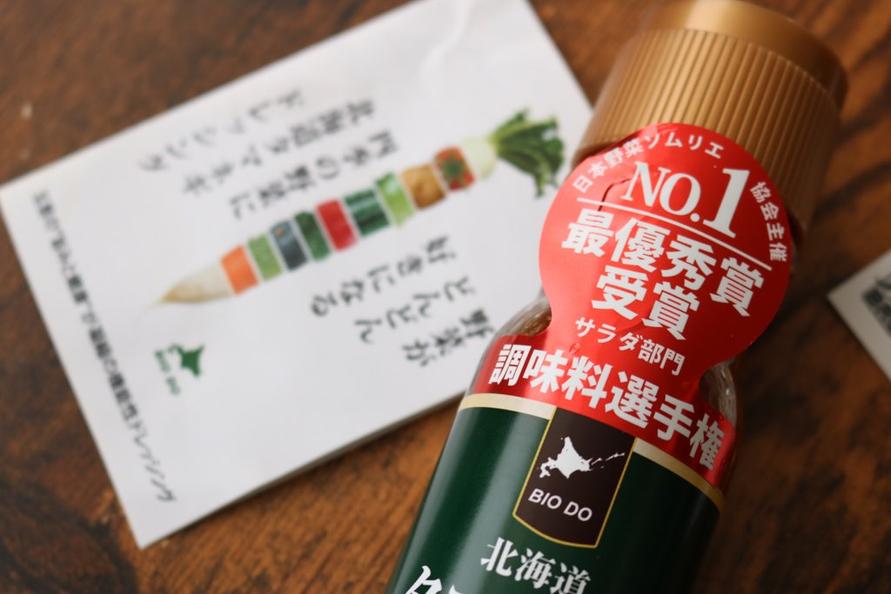 野菜が
どんどん
好きになる
四季の野菜に
北海道タマネギ
ドレッシング
BIO DO
日本野菜ソムリエ協会主催
NO.1
最優秀賞
受賞
サラダ部門
調味料選手権
BIO DO
北海道